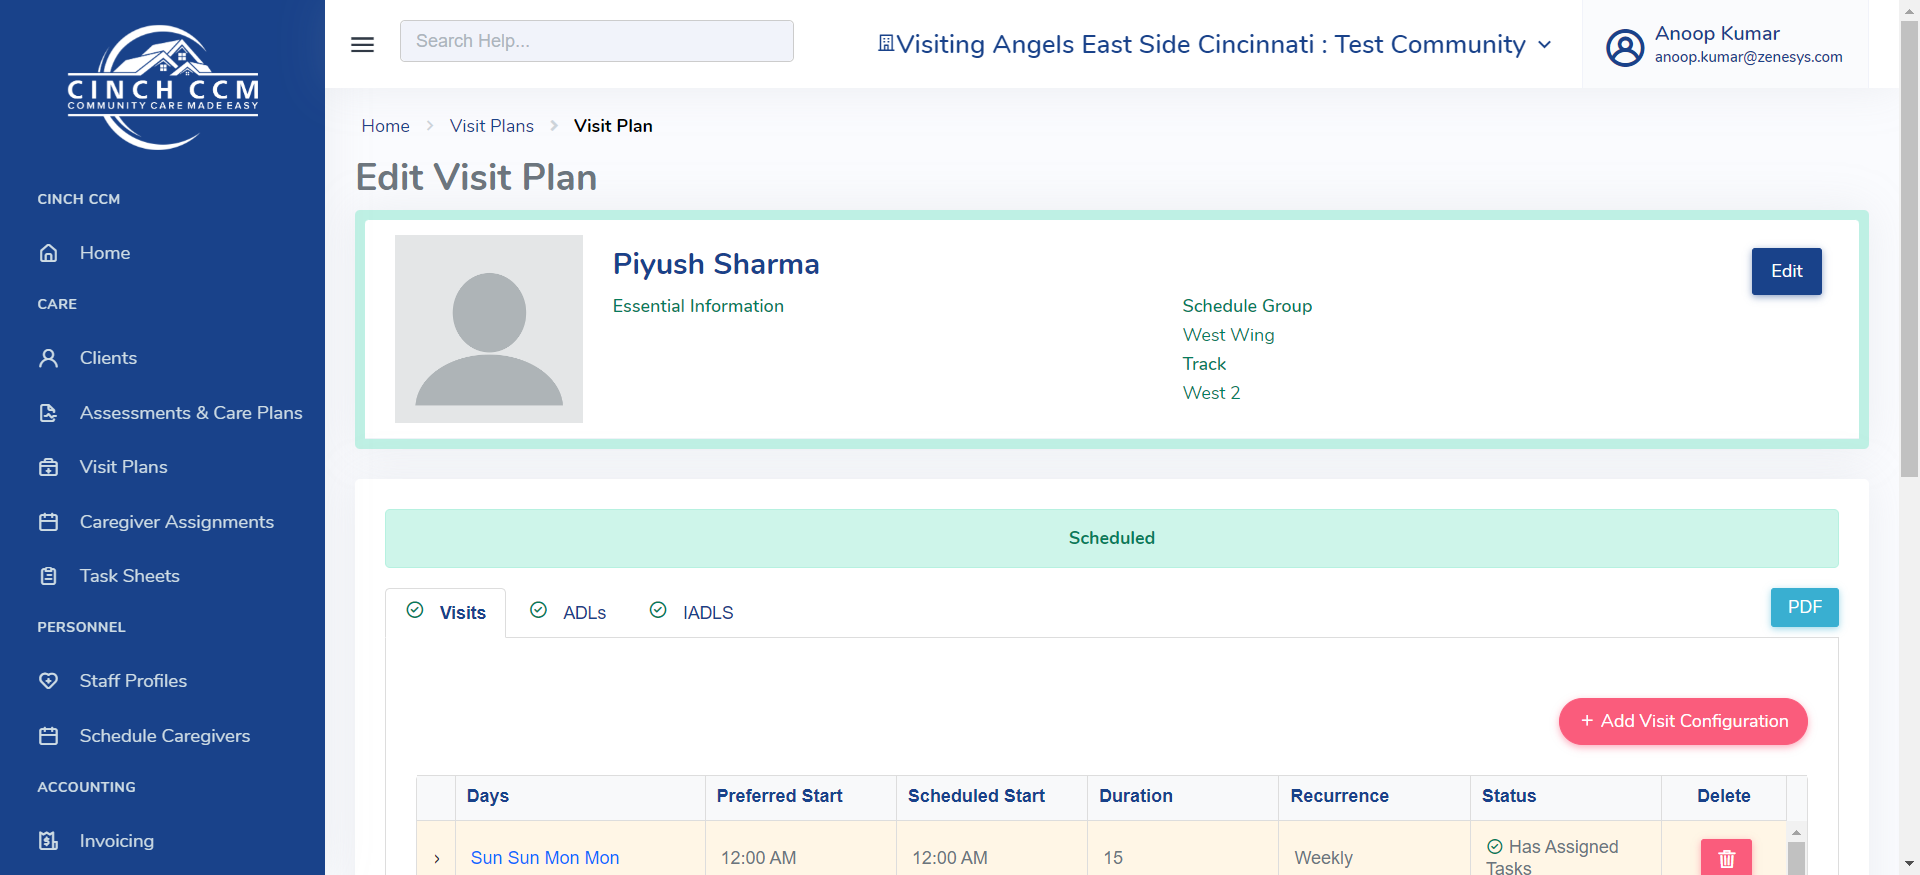 CINCH CCM
COMMUNITY CARE MADE EASY
CINCH CCM
Home
CARE
Clients
Assessments & Care Plans
Visit Plans
Caregiver Assignments
Task Sheets
PERSONNEL
Staff Profiles
Schedule Caregivers
ACCOUNTING
Invoicing
Search Help...
Visiting Angels East Side Cincinnati : Test Community
Anoop Kumar
anoop.kumar@zenesys.com
Home > Visit Plans > Visit Plan
Edit Visit Plan
Piyush Sharma
Edit
Essential Information
Schedule Group
West Wing
Track
West 2
Scheduled
Visits ADLs IADLS
PDF
+ Add Visit Configuration
Days Preferred Start Scheduled Start Duration Recurrence Status Delete
Sun Sun Mon Mon 12:00 AM 12:00 AM 15 Weekly Has Assigned
Tasks